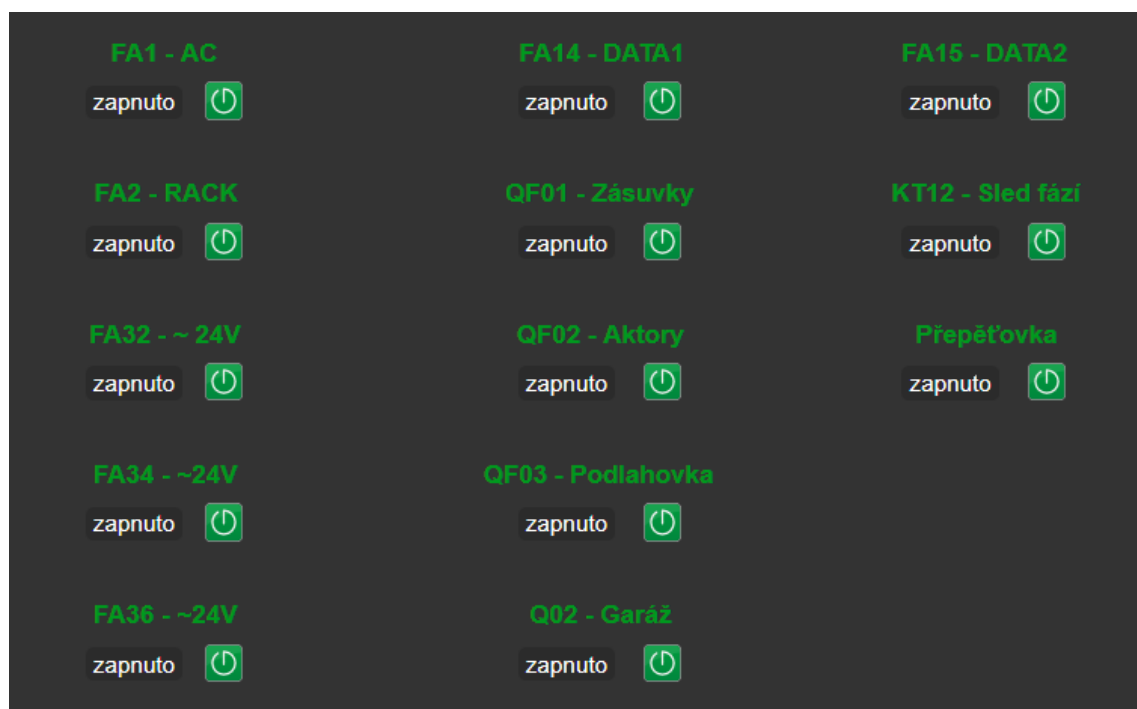 FA1 - AC
zapnuto
FA14 - DATA1
zapnuto
FA15 - DATA2
zapnuto
FA2 - RACK
zapnuto
QF01 - Zásuvky
zapnuto
KT12 - Sled fází
zapnuto
FA32 - ~ 24V
zapnuto
QF02 - Aktory
zapnuto
Přepěťovka
zapnuto
FA34 - ~24V
zapnuto
QF03 - Podlahovka
zapnuto
FA36 - ~24V
zapnuto
Q02 - Garáž
zapnuto